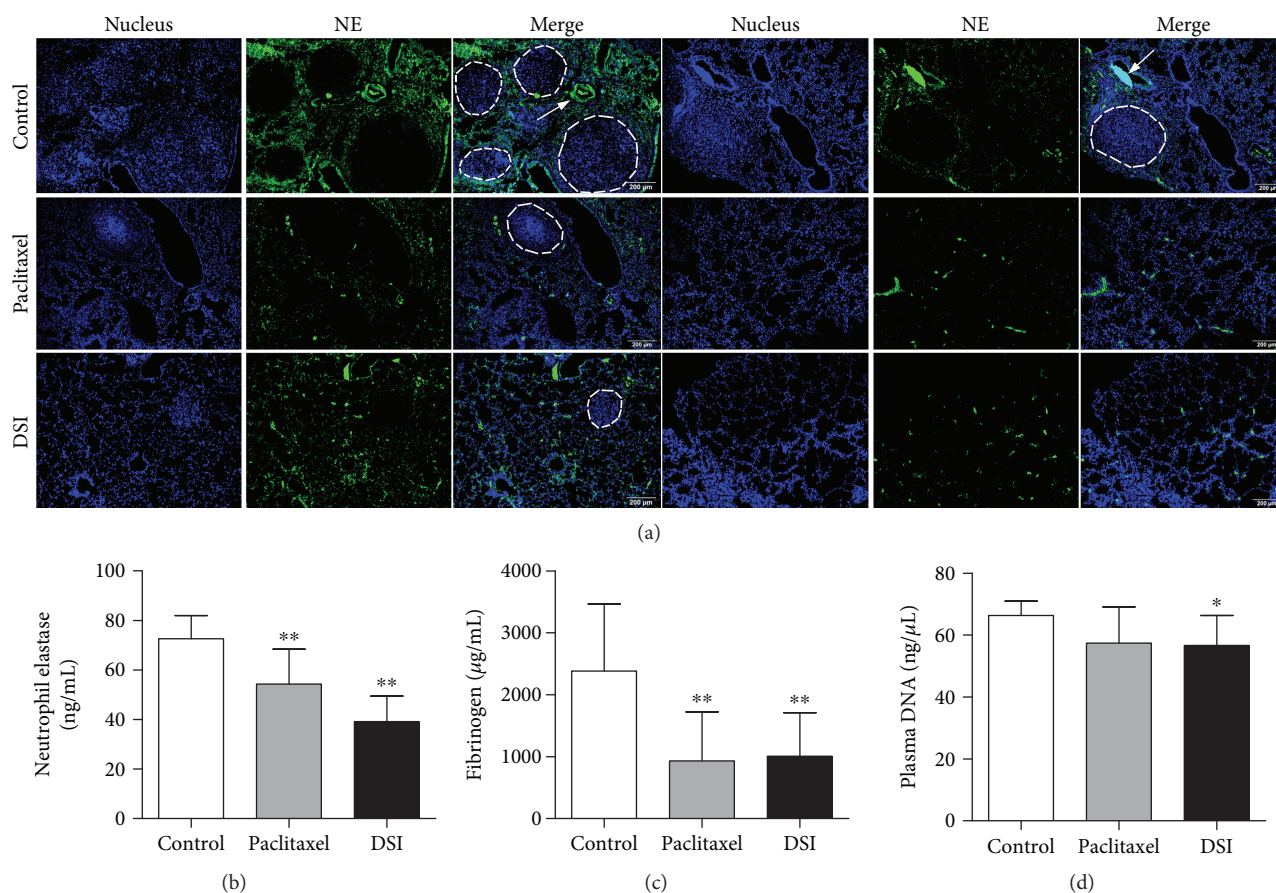 Nucleus NE Merge Nucleus NE Merge
Control
200 μm
200 μm
Paclitaxel
200 μm
200 μm
DSI
200 μm
200 μm
(a)
Neutrophil elastase
(ng/mL)
100
80
60
40
20
0
**
**
Control Paclitaxel DSI
(b)
Fibrinogen (μg/mL)
4000
3000
2000
1000
0
**
**
Control Paclitaxel DSI
(c)
Plasma DNA (ng/μL)
80
60
40
20
0
*
Control Paclitaxel DSI
(d)